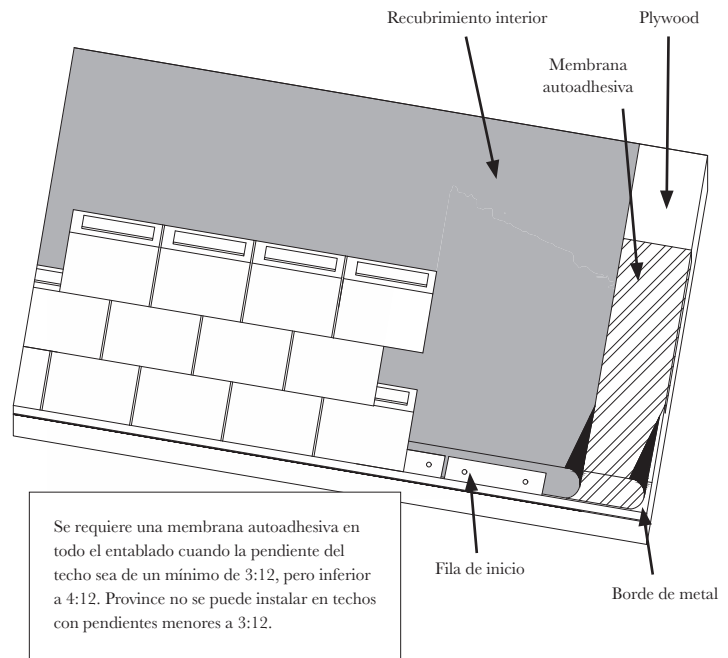 Recubrimiento interior
Plywood
Membrana
autoadhesiva
Fila de inicio
Borde de metal
Se requiere una membrana autoadhesiva en
todo el entablado cuando la pendiente del
techo sea de un mínimo de 3:12, pero inferior
a 4:12. Province no se puede instalar en techos
con pendientes menores a 3:12.